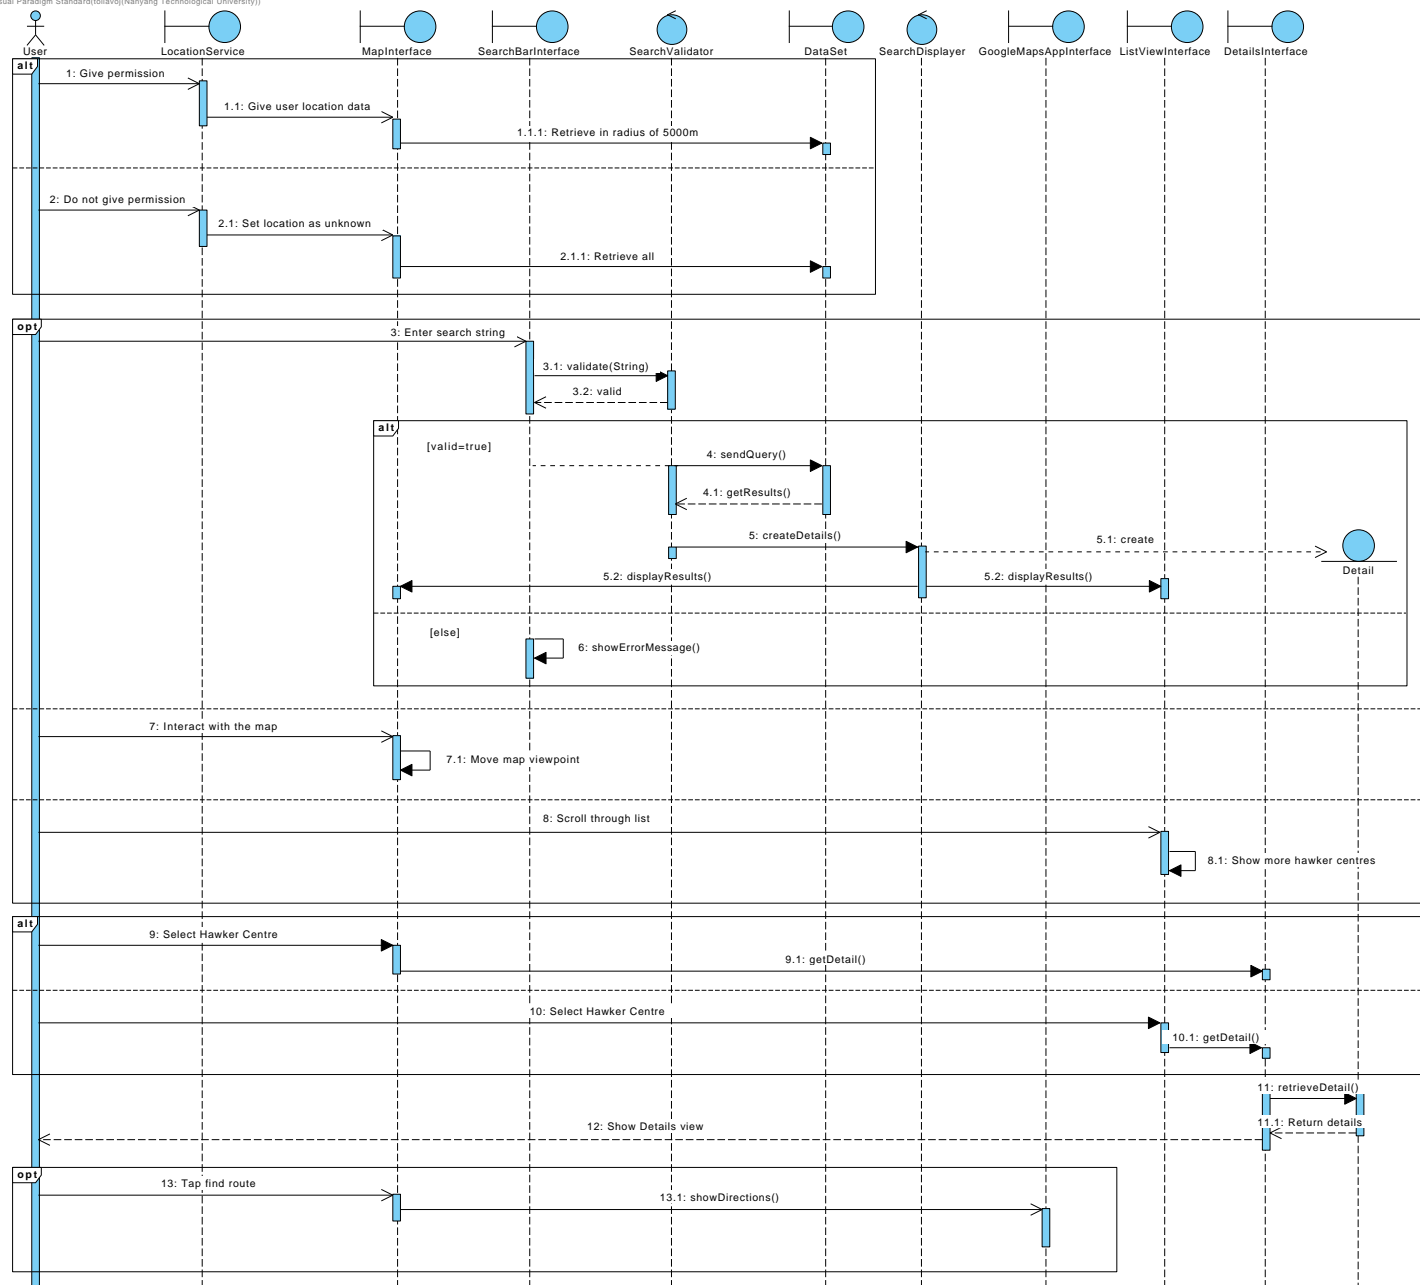 User
LocationService
MapInterface
SearchBarInterface
SearchValidator
DataSet
SearchDisplayer
GoogleMapsAppInterface
ListViewInterface
DetailsInterface
alt
1: Give permission
1.1: Give user location data
1.1.1: Retrieve in radius of 5000m
2: Do not give permission
2.1: Set location as unknown
2.1.1: Retrieve all
opt
3: Enter search string
3.1: validate(String)
3.2: valid
alt
[valid=true]
4: sendQuery()
4.1: getResults()
5: createDetails()
5.1: create
Detail
5.2: displayResults()
5.2: displayResults()
[else]
6: showErrorMessage()
7: Interact with the map
7.1: Move map viewpoint
8: Scroll through list
8.1: Show more hawker centres
alt
9: Select Hawker Centre
9.1: getDetail()
10: Select Hawker Centre
10.1: getDetail()
11: retrieveDetail()
11.1: Return details
12: Show Details view
opt
13: Tap find route
13.1: showDirections()